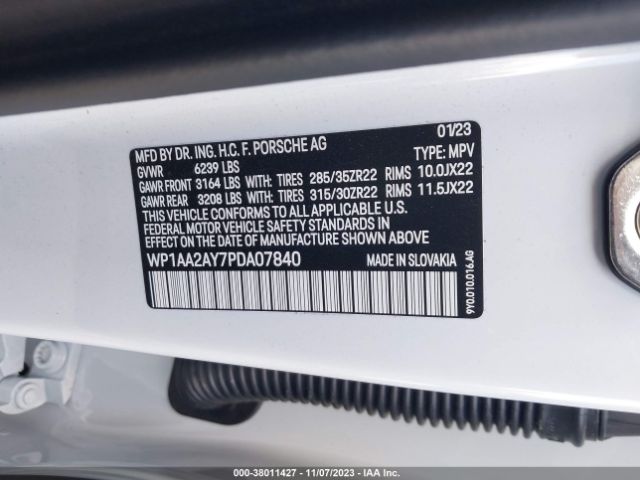 MFD BY DR. ING. H.C. F. PORSCHE AG 01/23
GVWR 6239 LBS TYPE: MPV
GAWR FRONT 3164 LBS WITH: TIRES 285/35ZR22 RIMS 10.0JX22
GAWR REAR 3208 LBS WITH: TIRES 315/30ZR22 RIMS 11.5JX22
THIS VEHICLE CONFORMS TO ALL APPLICABLE U.S.
FEDERAL MOTOR VEHICLE SAFETY STANDARDS IN
EFFECT ON THE DATE OF MANUFACTURE SHOWN ABOVE.
WP1AA2AY7PDA07840 MADE IN SLOVAKIA
9Y0.010.016.AG
000-38011427 - 11/07/2023 - IAA Inc.